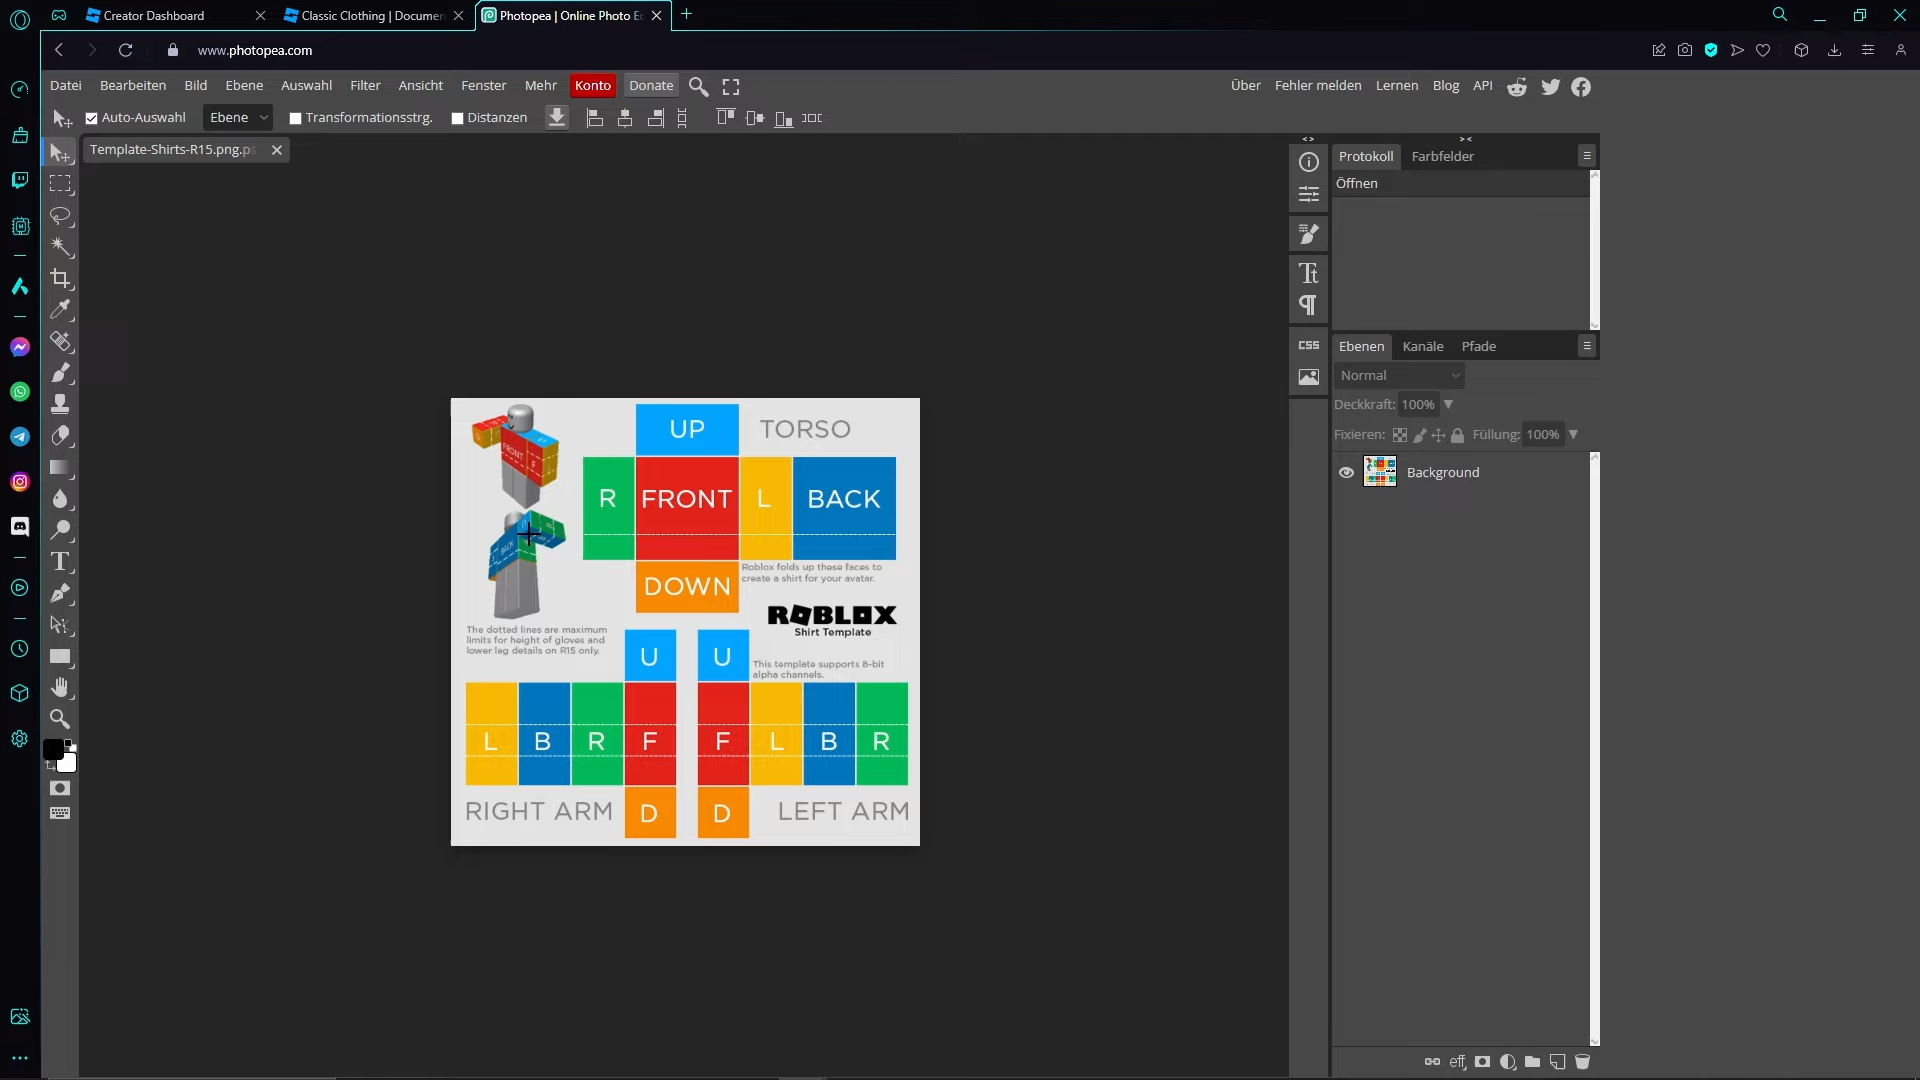 Creator Dashboard
Classic Clothing | Documen
Photopea | Online Photo Ed
www.photopea.com
Datei Bearbeiten Bild Ebene Auswahl Filter Ansicht Fenster Mehr Konto Donate
Über Fehler melden Lernen Blog API
Auto-Auswahl Ebene Transformationsstrg. Distanzen
Template-Shirts-R15.png.ps
Protokoll Farbfelder
Öffnen
CSS
Ebenen Kanäle Pfade
Normal
Deckkraft: 100%
Fixieren: Füllung: 100%
Background
eff
UP TORSO
R FRONT L BACK
DOWN
Roblox folds up these faces to
create a shirt for your avatar.
ROBLOX
Shirt Template
The dotted lines are maximum
limits for height of gloves and
lower leg details on R15 only.
U U
This template supports 8-bit
alpha channels.
L B R F F L B R
RIGHT ARM D D LEFT ARM
FRONT
BACK